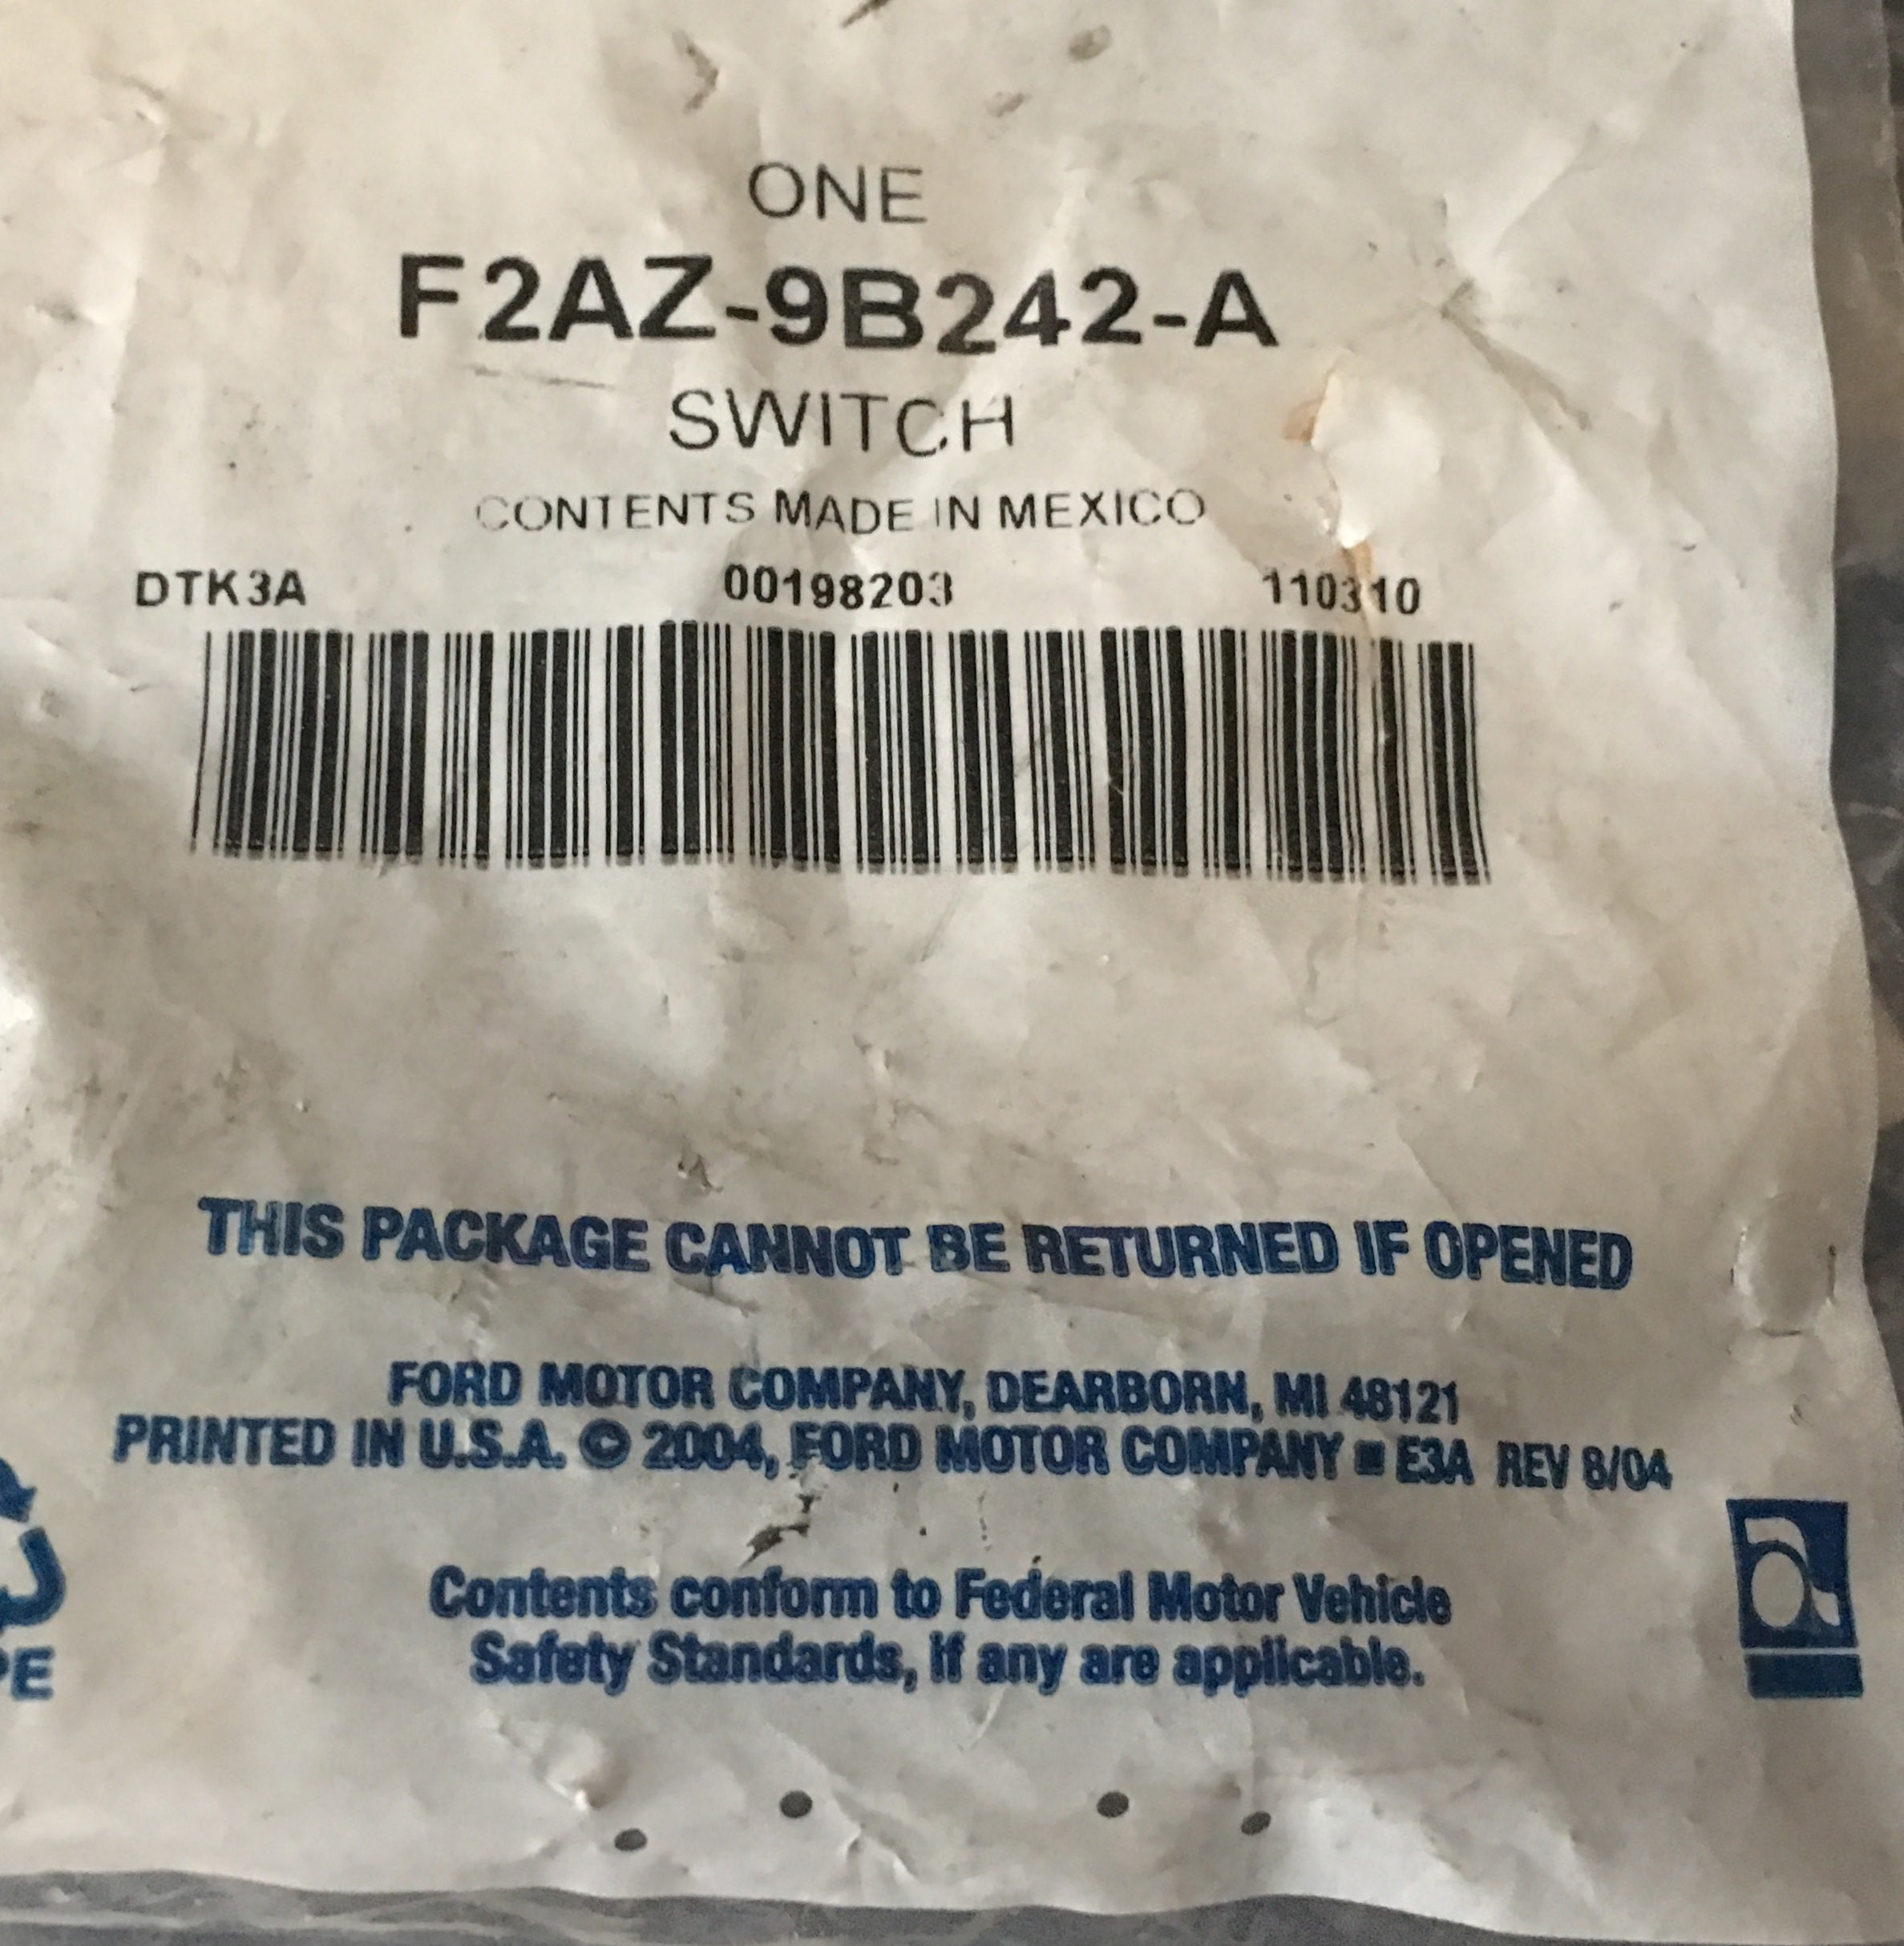 ONE
F2AZ-9B242-A
SWITCH
CONTENTS MADE IN MEXICO
DTK3A 00198203 110310
THIS PACKAGE CANNOT BE RETURNED IF OPENED
FORD MOTOR COMPANY, DEARBORN, MI 48121
PRINTED IN U.S.A. © 2004, FORD MOTOR COMPANY ■ E3A REV 8/04
Contents conform to Federal Motor Vehicle
Safety Standards, if any are applicable.
PE